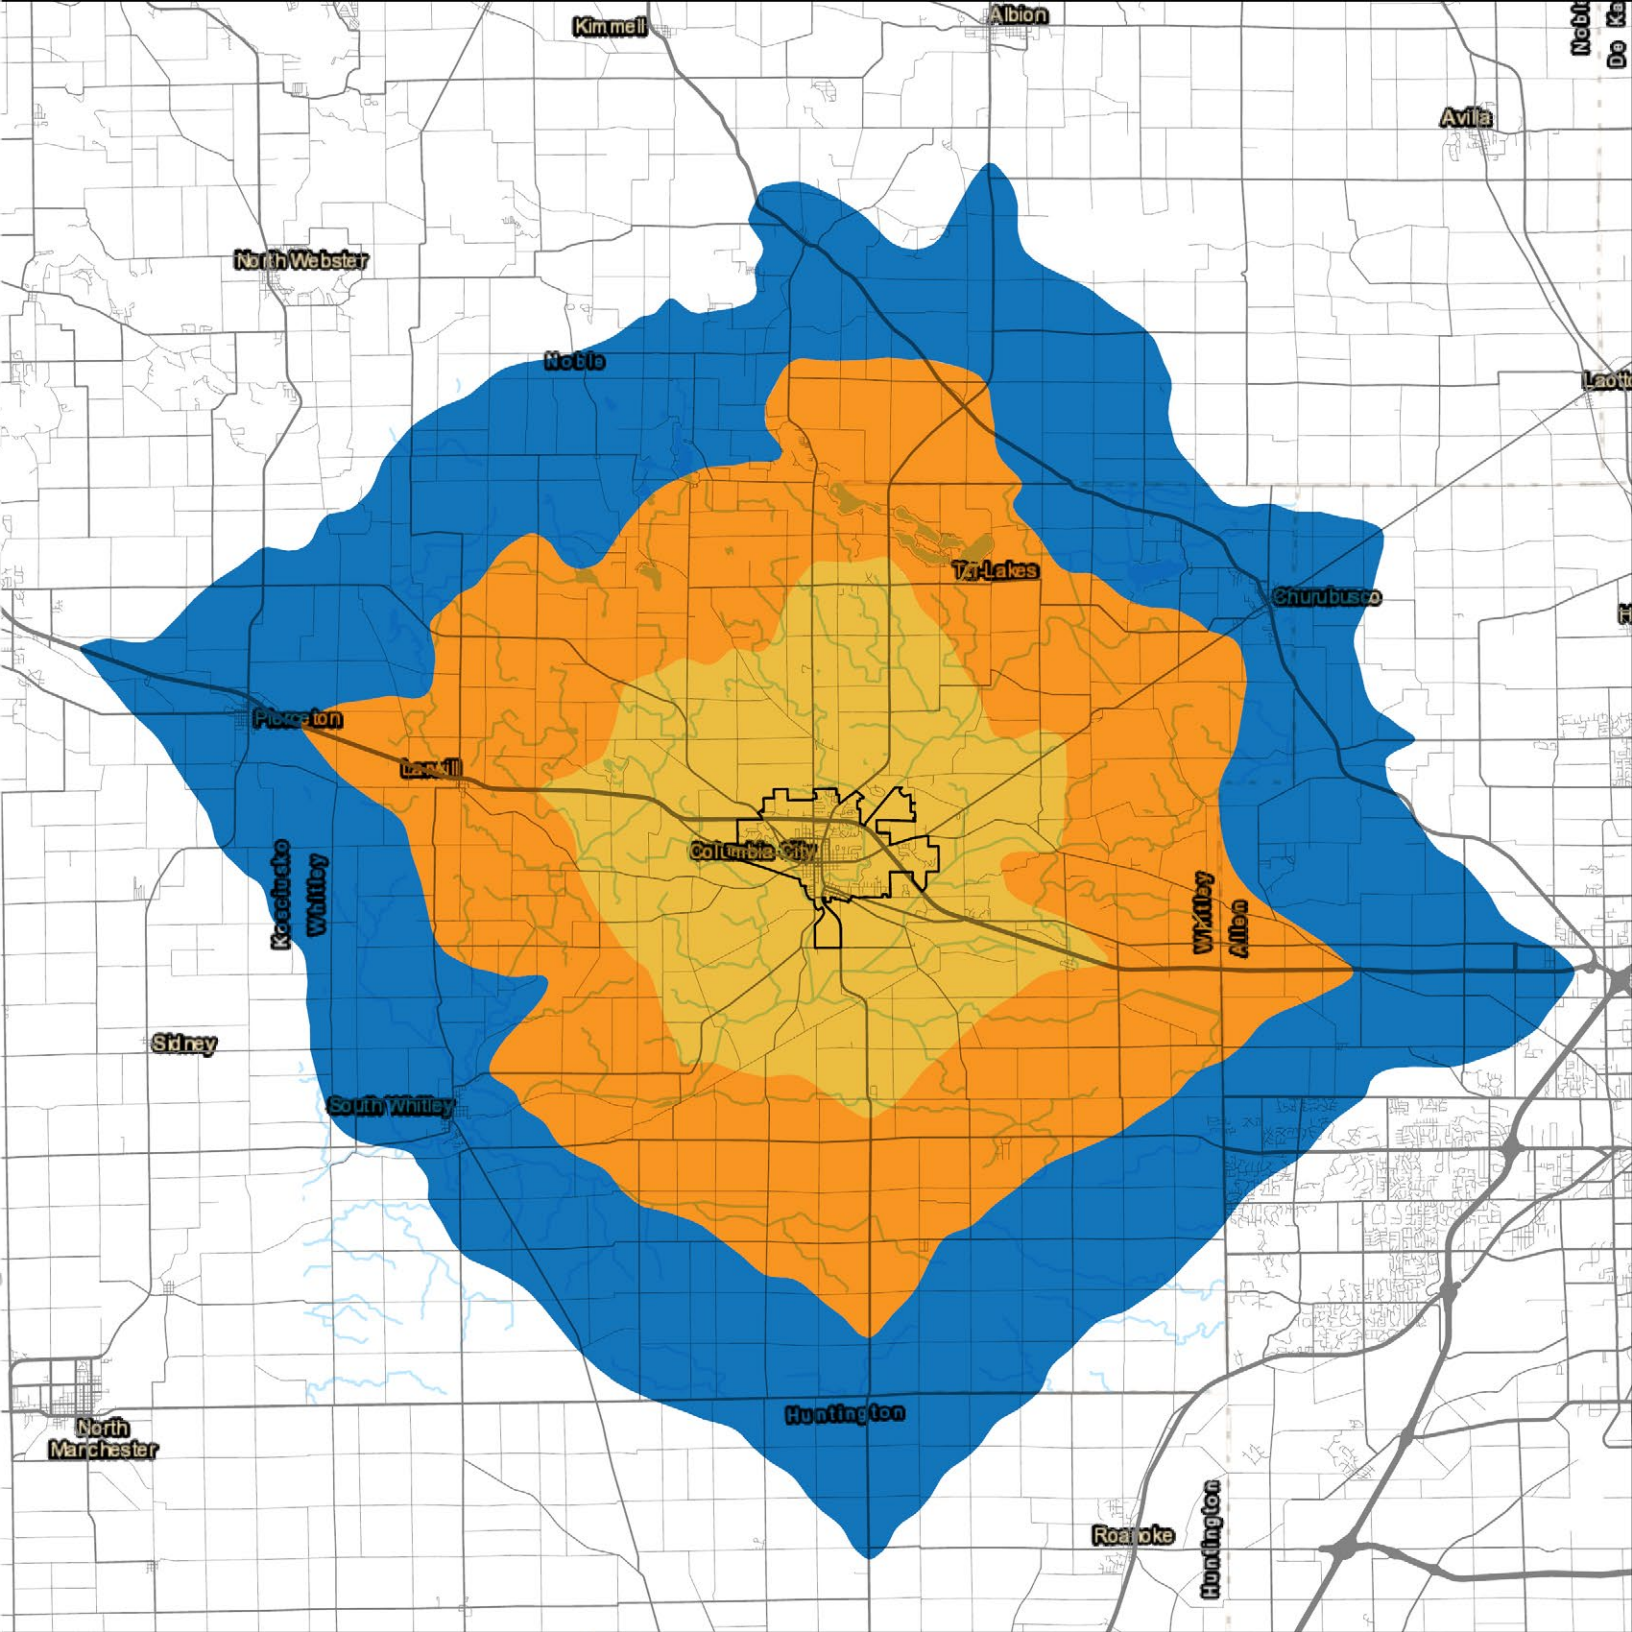 Kimmell
Albion
Noble
De Ka
Avilla
North Webster
Noble
Laotto
Tri-Lakes
Churubusco
H
Pierceton
Larwill
Columbia City
Kosciusko
Whitley
Whitley
Allen
Sidney
South Whitley
Huntington
North
Manchester
Roanoke
Huntington